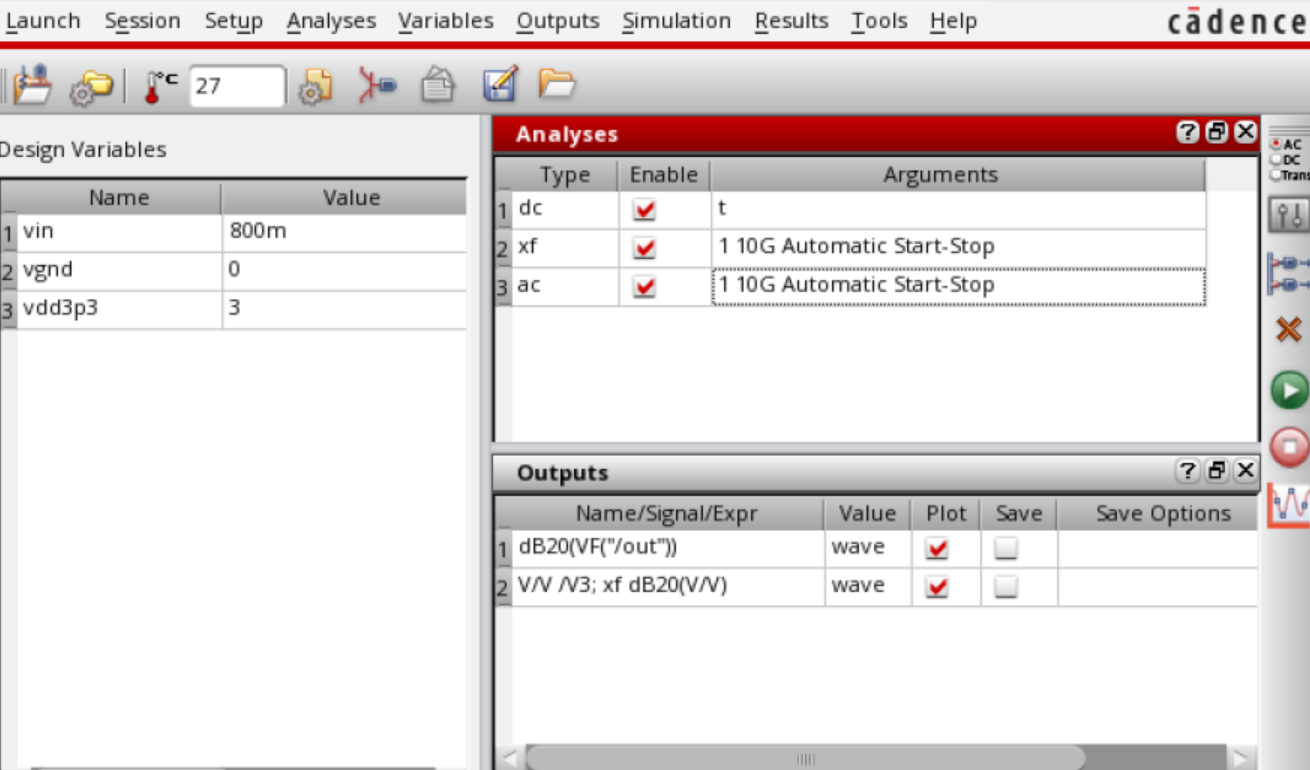 Launch Session Setup Analyses Variables Outputs Simulation Results Tools Help cādence
°C 27
Design Variables
Name Value
1 vin 800m
2 vgnd 0
3 vdd3p3 3
Analyses
Type Enable Arguments
1 dc t
2 xf 1 10G Automatic Start-Stop
3 ac 1 10G Automatic Start-Stop
Outputs
Name/Signal/Expr Value Plot Save Save Options
1 dB20(VF("/out")) wave
2 V/V /V3; xf dB20(V/V) wave
AC
DC
Trans